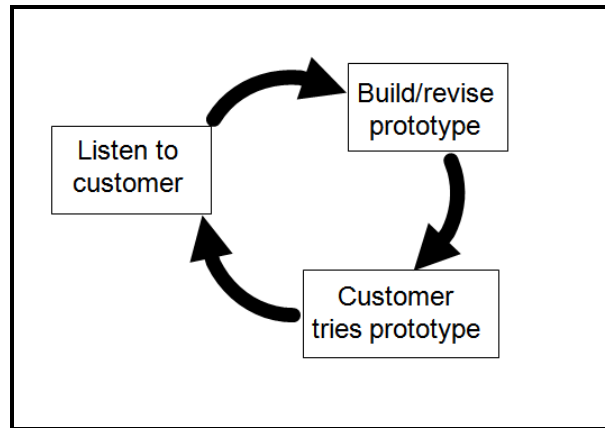 Listen to
customer
Build/revise
prototype
Customer
tries prototype